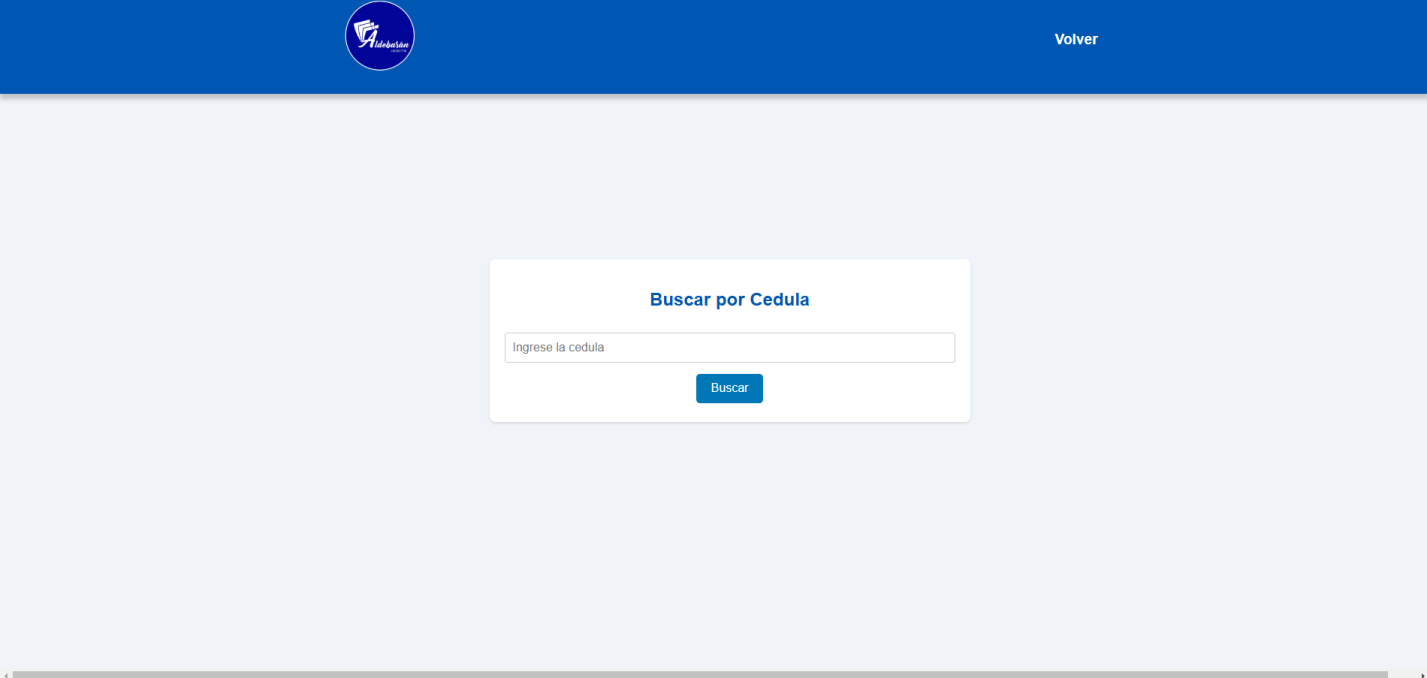 Aldebarán
Volver
Buscar por Cedula
Ingrese la cedula
Buscar